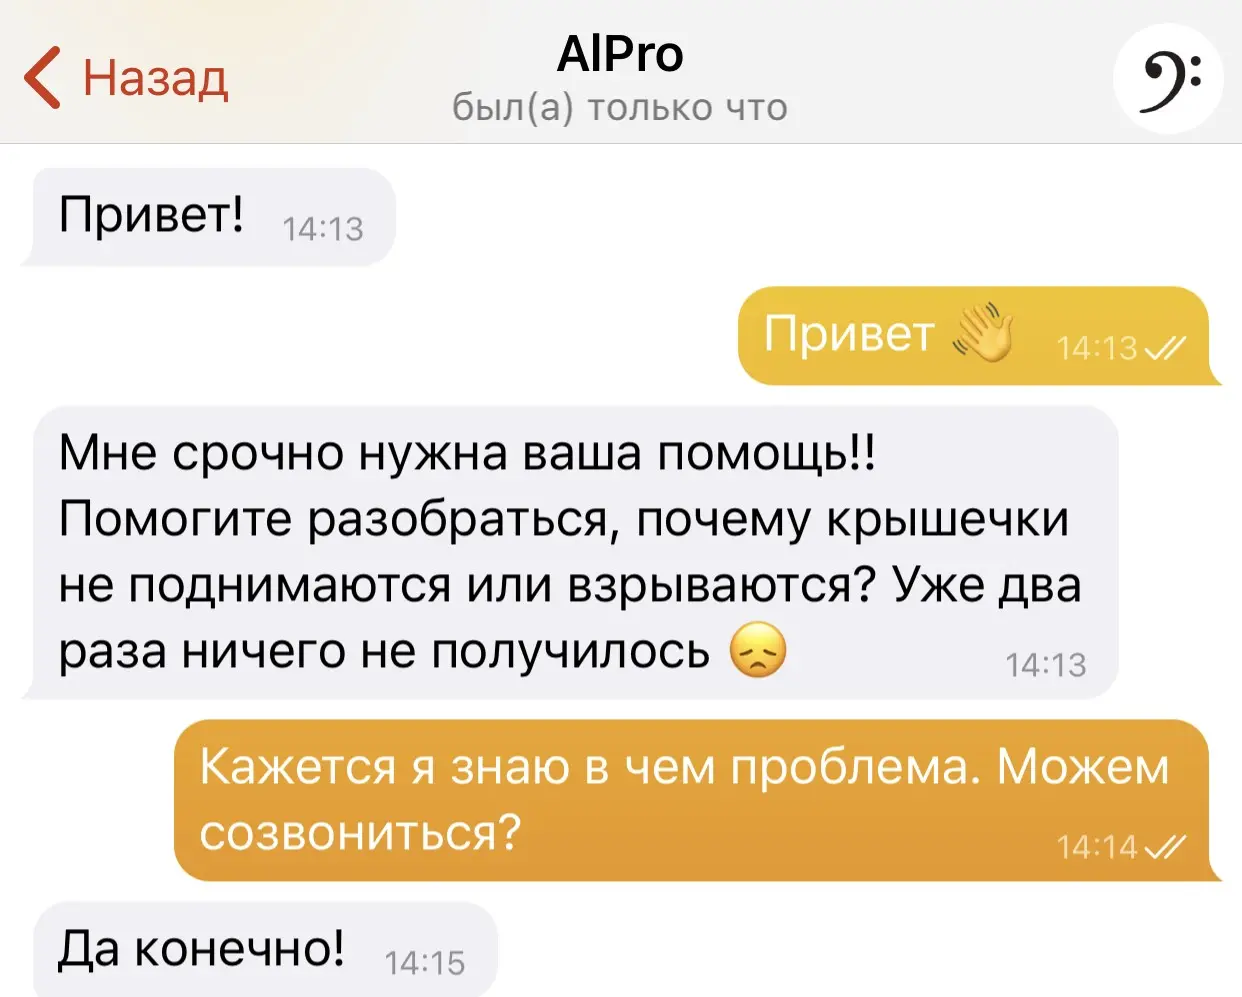 Назад
AlPro
был(а) только что
Привет!
14:13
Привет 👋
14:13
Мне срочно нужна ваша помощь!!
Помогите разобраться, почему крышечки
не поднимаются или взрываются? Уже два
раза ничего не получилось 😞
14:13
Кажется я знаю в чем проблема. Можем
созвониться?
14:14
Да конечно!
14:15